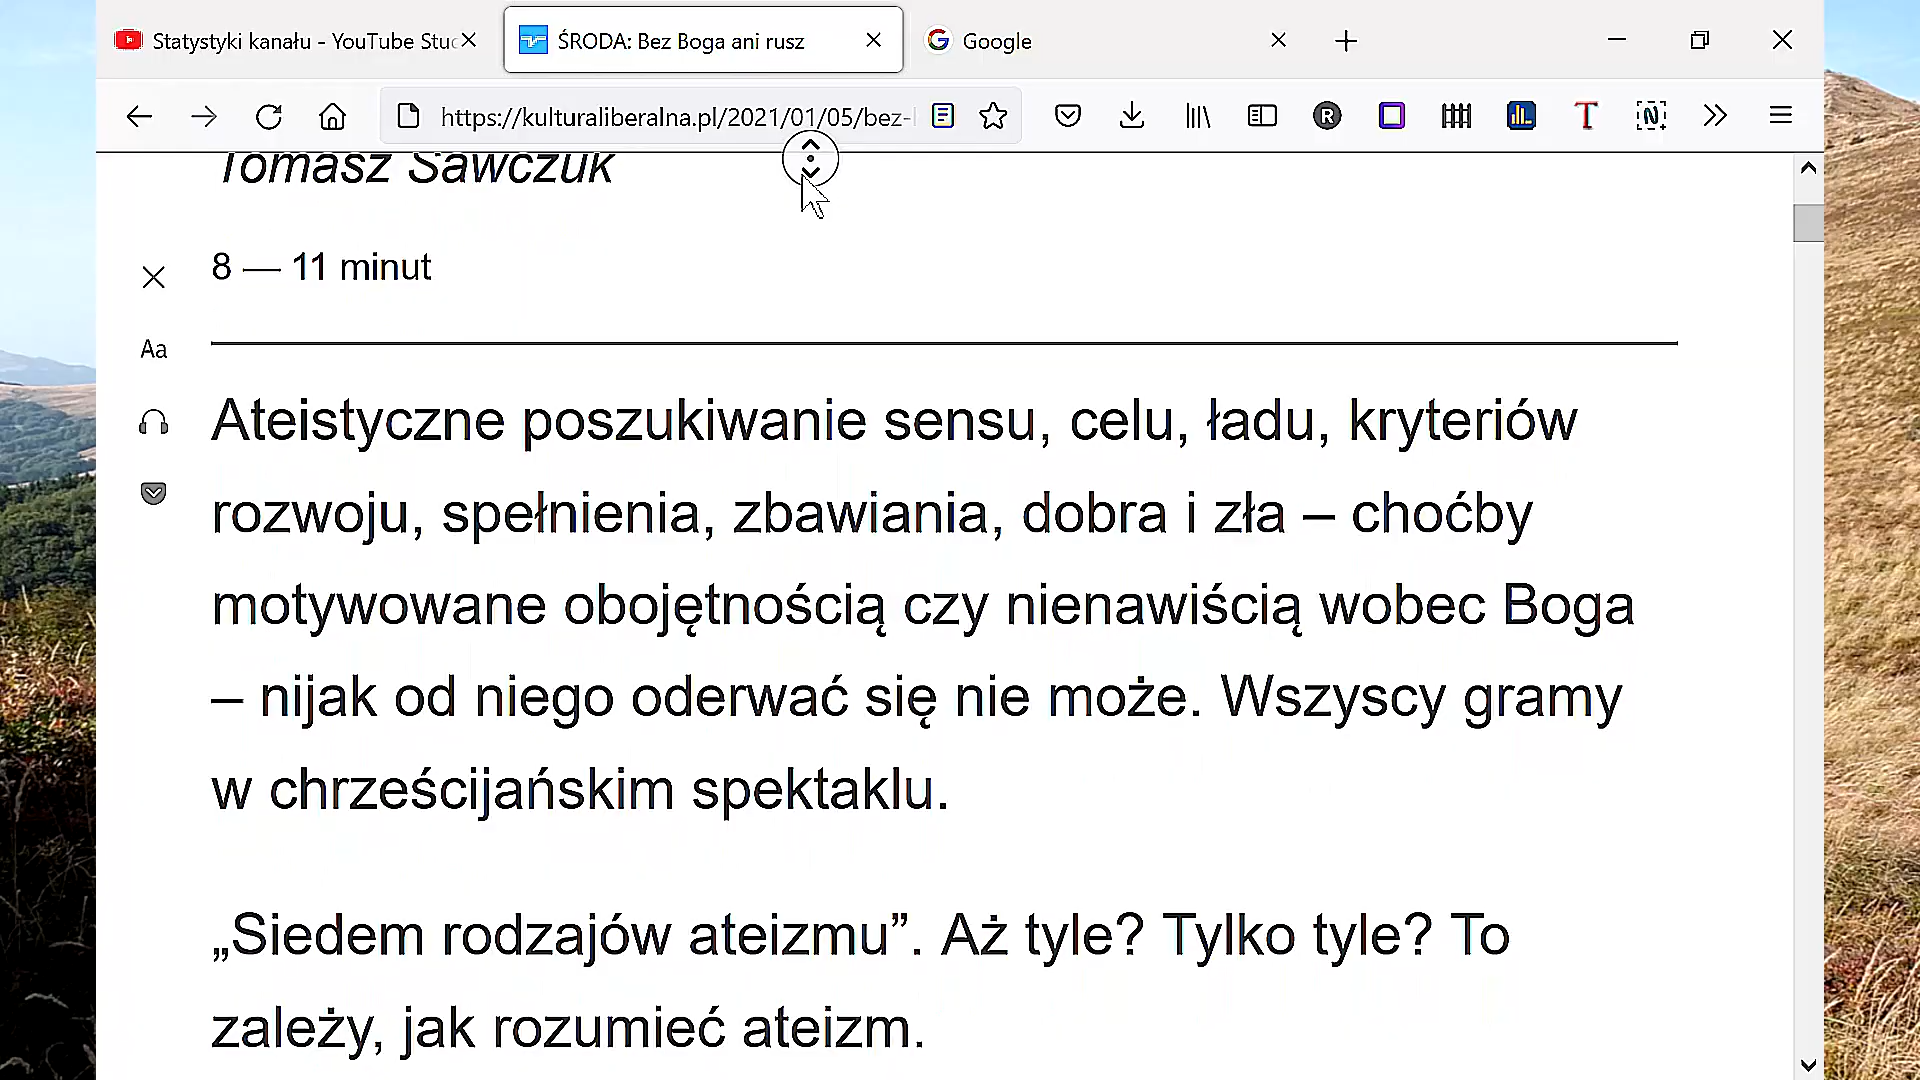 Statystyki kanału - YouTube Stuc
ŚRODA: Bez Boga ani rusz
Google
https://kulturaliberalna.pl/2021/01/05/bez-
Tomasz Sawczuk
8 — 11 minut
Aa
Ateistyczne poszukiwanie sensu, celu, ładu, kryteriów
rozwoju, spełnienia, zbawiania, dobra i zła – choćby
motywowane obojętnością czy nienawiścią wobec Boga
– nijak od niego oderwać się nie może. Wszyscy gramy
w chrześcijańskim spektaklu.
„Siedem rodzajów ateizmu”. Aż tyle? Tylko tyle? To
zależy, jak rozumieć ateizm.